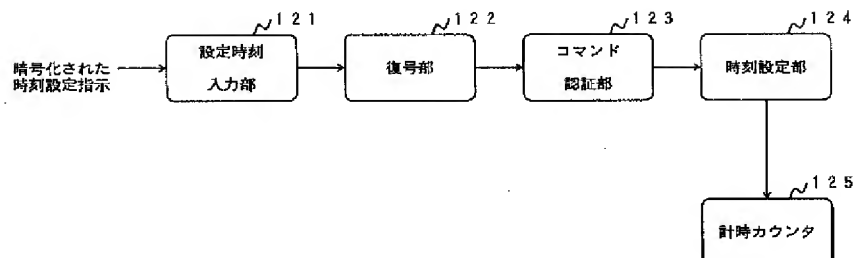 121
122
123
124
暗号化された
時刻設定指示
設定時刻
入力部
復号部
コマンド
認証部
時刻設定部
125
計時カウンタ